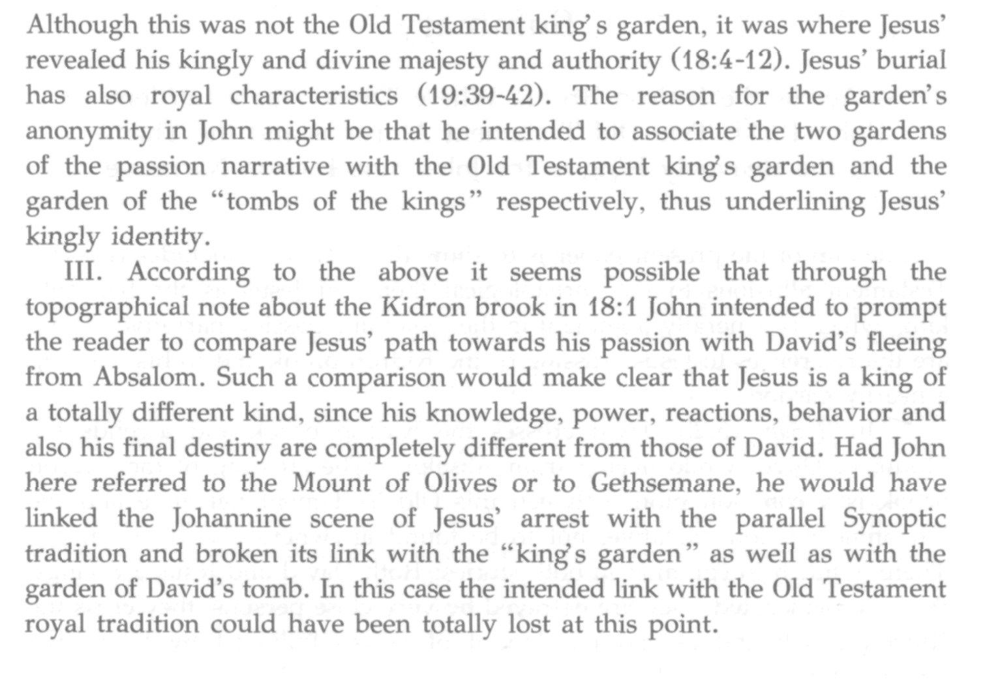 Although this was not the Old Testament king's garden, it was where Jesus'
revealed his kingly and divine majesty and authority (18:4-12). Jesus' burial
has also royal characteristics (19:39-42). The reason for the garden's
anonymity in John might be that he intended to associate the two gardens
of the passion narrative with the Old Testament king's garden and the
garden of the “tombs of the kings” respectively, thus underlining Jesus'
kingly identity.
III. According to the above it seems possible that through the
topographical note about the Kidron brook in 18:1 John intended to prompt
the reader to compare Jesus' path towards his passion with David's fleeing
from Absalom. Such a comparison would make clear that Jesus is a king of
a totally different kind, since his knowledge, power, reactions, behavior and
also his final destiny are completely different from those of David. Had John
here referred to the Mount of Olives or to Gethsemane, he would have
linked the Johannine scene of Jesus' arrest with the parallel Synoptic
tradition and broken its link with the “king's garden” as well as with the
garden of David's tomb. In this case the intended link with the Old Testament
royal tradition could have been totally lost at this point.